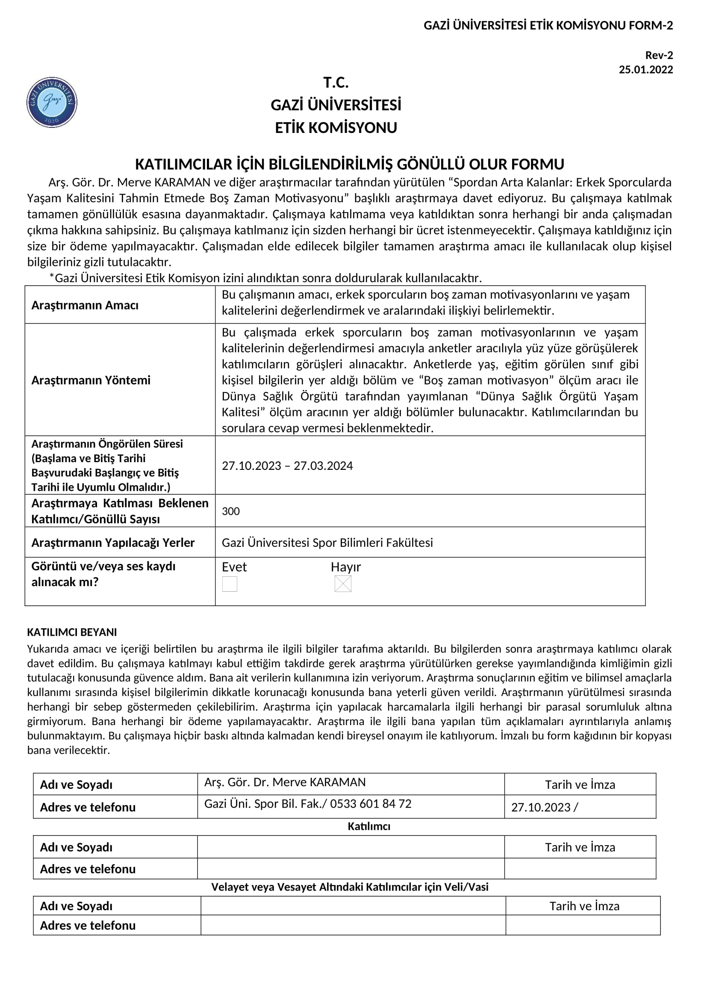 GAZİ ÜNİVERSİTESİ ETİK KOMİSYONU FORM-2
Rev-2
25.01.2022
GAZİ ÜNİVERSİTESİ
Gazi
1926
T.C.
GAZİ ÜNİVERSİTESİ
ETİK KOMİSYONU
KATILIMCILAR İÇİN BİLGİLENDİRİLMİŞ GÖNÜLLÜ OLUR FORMU
Arş. Gör. Dr. Merve KARAMAN ve diğer araştırmacılar tarafından yürütülen “Spordan Arta Kalanlar: Erkek Sporcularda
Yaşam Kalitesini Tahmin Etmede Boş Zaman Motivasyonu” başlıklı araştırmaya davet ediyoruz. Bu çalışmaya katılmak
tamamen gönüllülük esasına dayanmaktadır. Çalışmaya katılmama veya katıldıktan sonra herhangi bir anda çalışmadan
çıkma hakkına sahipsiniz. Bu çalışmaya katılmanız için sizden herhangi bir ücret istenmeyecektir. Çalışmaya katıldığınız için
size bir ödeme yapılmayacaktır. Çalışmadan elde edilecek bilgiler tamamen araştırma amacı ile kullanılacak olup kişisel
bilgileriniz gizli tutulacaktır.
*Gazi Üniversitesi Etik Komisyon izini alındıktan sonra doldurularak kullanılacaktır.
Araştırmanın Amacı
Bu çalışmanın amacı, erkek sporcuların boş zaman motivasyonlarını ve yaşam
kalitelerini değerlendirmek ve aralarındaki ilişkiyi belirlemektir.
Araştırmanın Yöntemi
Bu çalışmada erkek sporcuların boş zaman motivasyonlarının ve yaşam
kalitelerinin değerlendirmesi amacıyla anketler aracılıyla yüz yüze görüşülerek
katılımcıların görüşleri alınacaktır. Anketlerde yaş, eğitim görülen sınıf gibi
kişisel bilgilerin yer aldığı bölüm ve “Boş zaman motivasyon” ölçüm aracı ile
Dünya Sağlık Örgütü tarafından yayımlanan “Dünya Sağlık Örgütü Yaşam
Kalitesi” ölçüm aracının yer aldığı bölümler bulunacaktır. Katılımcılarından bu
sorulara cevap vermesi beklenmektedir.
Araştırmanın Öngörülen Süresi
(Başlama ve Bitiş Tarihi
Başvurudaki Başlangıç ve Bitiş
Tarihi ile Uyumlu Olmalıdır.)
27.10.2023 – 27.03.2024
Araştırmaya Katılması Beklenen
Katılımcı/Gönüllü Sayısı
300
Araştırmanın Yapılacağı Yerler
Gazi Üniversitesi Spor Bilimleri Fakültesi
Görüntü ve/veya ses kaydı
alınacak mı?
Evet Hayır
KATILIMCI BEYANI
Yukarıda amacı ve içeriği belirtilen bu araştırma ile ilgili bilgiler tarafıma aktarıldı. Bu bilgilerden sonra araştırmaya katılımcı olarak
davet edildim. Bu çalışmaya katılmayı kabul ettiğim takdirde gerek araştırma yürütülürken gerekse yayımlandığında kimliğimin gizli
tutulacağı konusunda güvence aldım. Bana ait verilerin kullanımına izin veriyorum. Araştırma sonuçlarının eğitim ve bilimsel amaçlarla
kullanımı sırasında kişisel bilgilerimin dikkatle korunacağı konusunda bana yeterli güven verildi. Araştırmanın yürütülmesi sırasında
herhangi bir sebep göstermeden çekilebilirim. Araştırma için yapılacak harcamalarla ilgili herhangi bir parasal sorumluluk altına
girmiyorum. Bana herhangi bir ödeme yapılamayacaktır. Araştırma ile ilgili bana yapılan tüm açıklamaları ayrıntılarıyla anlamış
bulunmaktayım. Bu çalışmaya hiçbir baskı altında kalmadan kendi bireysel onayım ile katılıyorum. İmzalı bu form kağıdının bir kopyası
bana verilecektir.
Adı ve Soyadı
Arş. Gör. Dr. Merve KARAMAN
Tarih ve İmza
Adres ve telefonu
Gazi Üni. Spor Bil. Fak./ 0533 601 84 72
27.10.2023 /
Katılımcı
Adı ve Soyadı
Tarih ve İmza
Adres ve telefonu
Velayet veya Vesayet Altındaki Katılımcılar için Veli/Vasi
Adı ve Soyadı
Tarih ve İmza
Adres ve telefonu